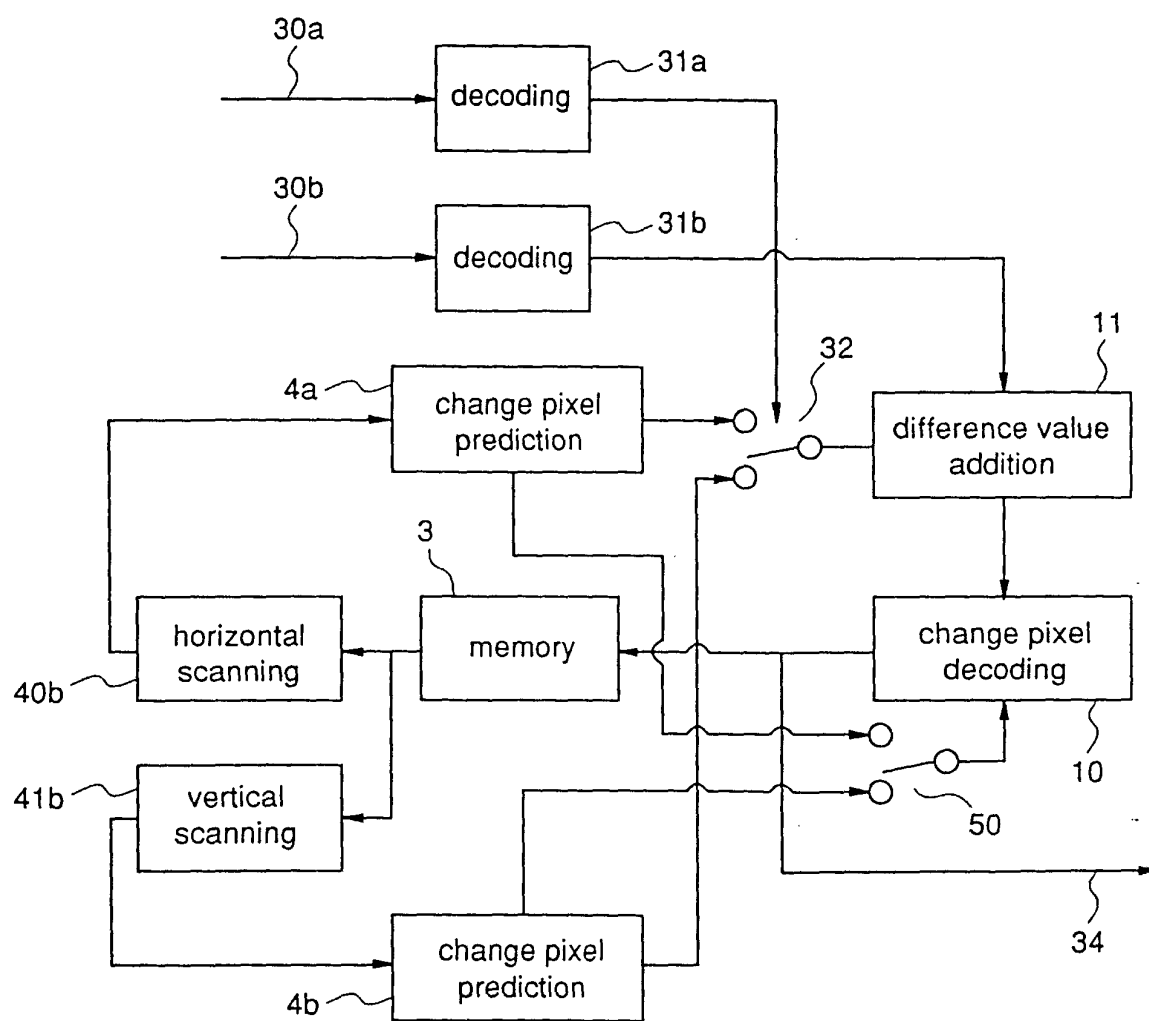 30a
31a
decoding
30b
31b
decoding
11
32
4a
change pixel
prediction
difference value
addition
3
horizontal
scanning
memory
change pixel
decoding
40b
10
41b
vertical
scanning
50
34
change pixel
prediction
4b